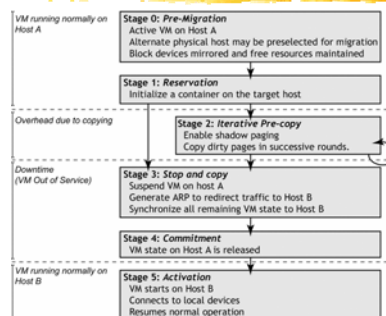 VM running normally on
Host A
Stage 0: Pre-Migration
Active VM on Host A
Alternate physical host may be preselected for migration
Block devices mirrored and free resources maintained
Stage 1: Reservation
Initialize a container on the target host
Overhead due to copying
Stage 2: Iterative Pre-copy
Enable shadow paging
Copy dirty pages in successive rounds.
Downtime
(VM Out of Service)
Stage 3: Stop and copy
Suspend VM on host A
Generate ARP to redirect traffic to Host B
Synchronize all remaining VM state to Host B
Stage 4: Commitment
VM state on Host A is released
VM running normally on
Host B
Stage 5: Activation
VM starts on Host B
Connects to local devices
Resumes normal operation